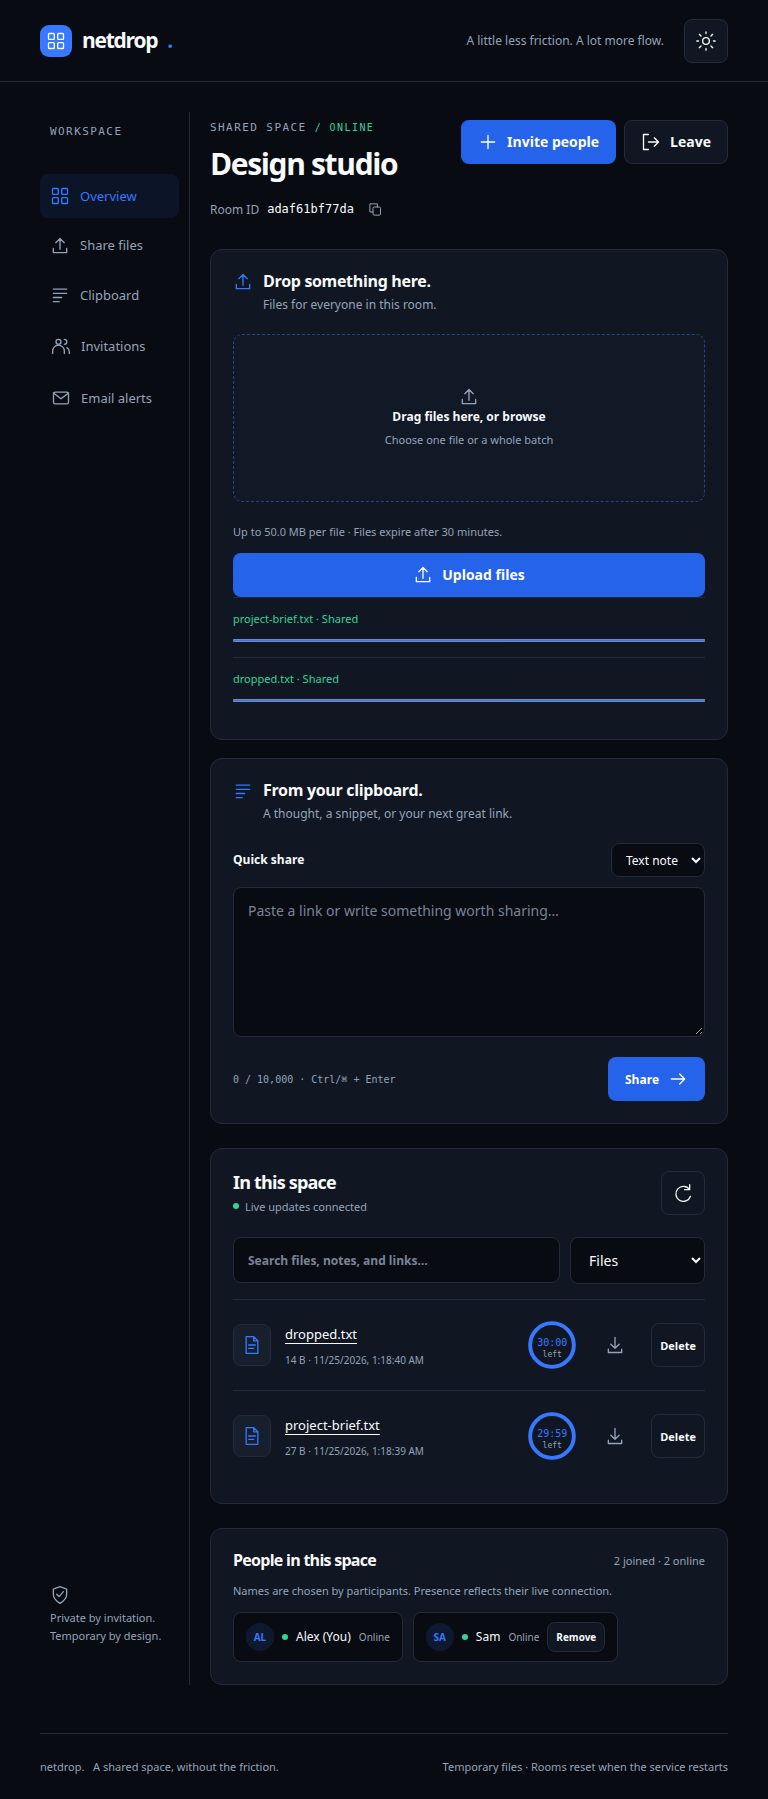 netdrop.
A little less friction. A lot more flow.
WORKSPACE
Overview
Share files
Clipboard
Invitations
Email alerts
SHARED SPACE / ONLINE
Design studio
Invite people
Leave
Room ID adaf61bf77da
Drop something here.
Files for everyone in this room.
Drag files here, or browse
Choose one file or a whole batch
Up to 50.0 MB per file · Files expire after 30 minutes.
Upload files
project-brief.txt · Shared
dropped.txt · Shared
From your clipboard.
A thought, a snippet, or your next great link.
Quick share
Text note
Paste a link or write something worth sharing...
0 / 10,000 · Ctrl/⌘ + Enter
Share
In this space
Live updates connected
Search files, notes, and links...
Files
dropped.txt
14 B · 11/25/2026, 1:18:40 AM
30:00
left
Delete
project-brief.txt
27 B · 11/25/2026, 1:18:39 AM
29:59
left
Delete
People in this space
2 joined · 2 online
Names are chosen by participants. Presence reflects their live connection.
AL Alex (You) Online
SA Sam Online Remove
Private by invitation.
Temporary by design.
netdrop. A shared space, without the friction.
Temporary files · Rooms reset when the service restarts